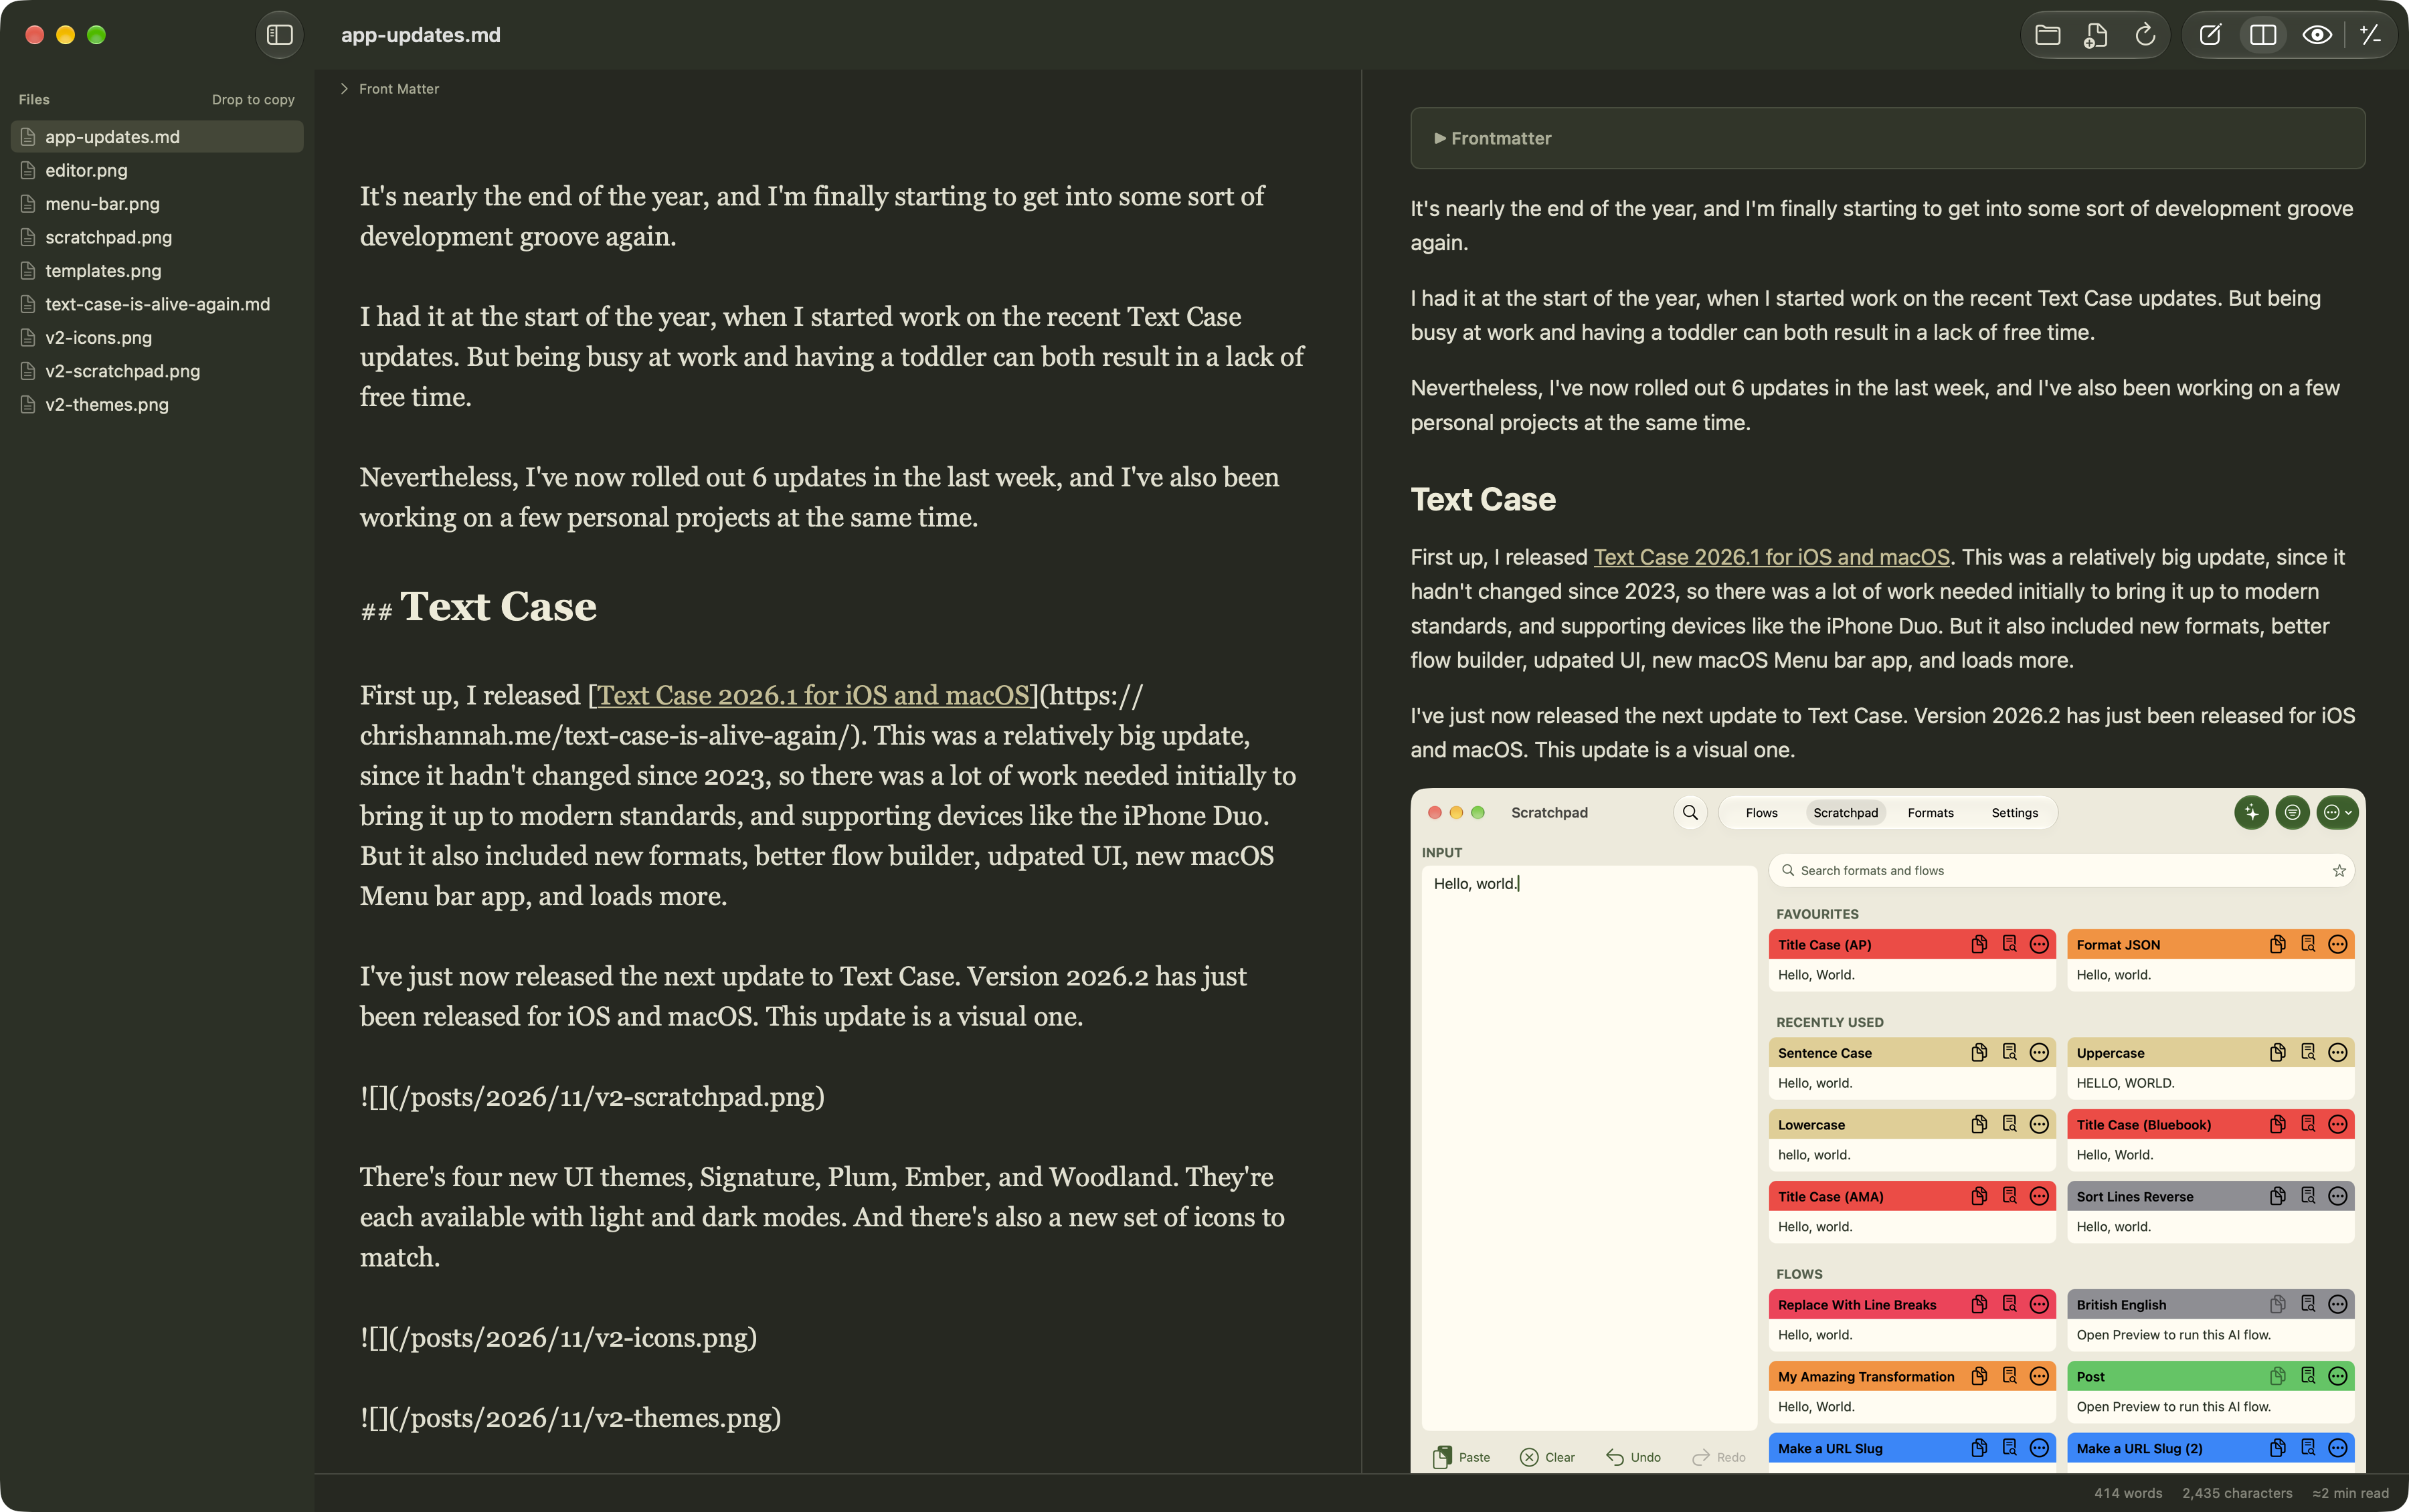 app-updates.md
Files
Drop to copy
app-updates.md
editor.png
menu-bar.png
scratchpad.png
templates.png
text-case-is-alive-again.md
v2-icons.png
v2-scratchpad.png
v2-themes.png
Front Matter
It's nearly the end of the year, and I'm finally starting to get into some sort of
development groove again.
I had it at the start of the year, when I started work on the recent Text Case
updates. But being busy at work and having a toddler can both result in a lack of
free time.
Nevertheless, I've now rolled out 6 updates in the last week, and I've also been
working on a few personal projects at the same time.
## Text Case
First up, I released [Text Case 2026.1 for iOS and macOS](https://
chrishannah.me/text-case-is-alive-again/). This was a relatively big update,
since it hadn't changed since 2023, so there was a lot of work needed initially to
bring it up to modern standards, and supporting devices like the iPhone Duo.
But it also included new formats, better flow builder, udpated UI, new macOS
Menu bar app, and loads more.
I've just now released the next update to Text Case. Version 2026.2 has just
been released for iOS and macOS. This update is a visual one.
![](/posts/2026/11/v2-scratchpad.png)
There's four new UI themes, Signature, Plum, Ember, and Woodland. They're
each available with light and dark modes. And there's also a new set of icons to
match.
![](/posts/2026/11/v2-icons.png)
![](/posts/2026/11/v2-themes.png)
Frontmatter
It's nearly the end of the year, and I'm finally starting to get into some sort of development groove
again.
I had it at the start of the year, when I started work on the recent Text Case updates. But being
busy at work and having a toddler can both result in a lack of free time.
Nevertheless, I've now rolled out 6 updates in the last week, and I've also been working on a few
personal projects at the same time.
Text Case
First up, I released Text Case 2026.1 for iOS and macOS. This was a relatively big update, since it
hadn't changed since 2023, so there was a lot of work needed initially to bring it up to modern
standards, and supporting devices like the iPhone Duo. But it also included new formats, better
flow builder, udpated UI, new macOS Menu bar app, and loads more.
I've just now released the next update to Text Case. Version 2026.2 has just been released for iOS
and macOS. This update is a visual one.
Scratchpad
Flows
Scratchpad
Formats
Settings
INPUT
Hello, world.
Paste
Clear
Undo
Redo
Search formats and flows
FAVOURITES
Title Case (AP)
Hello, World.
Format JSON
Hello, world.
RECENTLY USED
Sentence Case
Hello, world.
Uppercase
HELLO, WORLD.
Lowercase
hello, world.
Title Case (Bluebook)
Hello, World.
Title Case (AMA)
Hello, world.
Sort Lines Reverse
Hello, world.
FLOWS
Replace With Line Breaks
Hello, world.
British English
Open Preview to run this AI flow.
My Amazing Transformation
Hello, World.
Post
Open Preview to run this AI flow.
Make a URL Slug
Make a URL Slug (2)
414 words
2,435 characters
≈2 min read